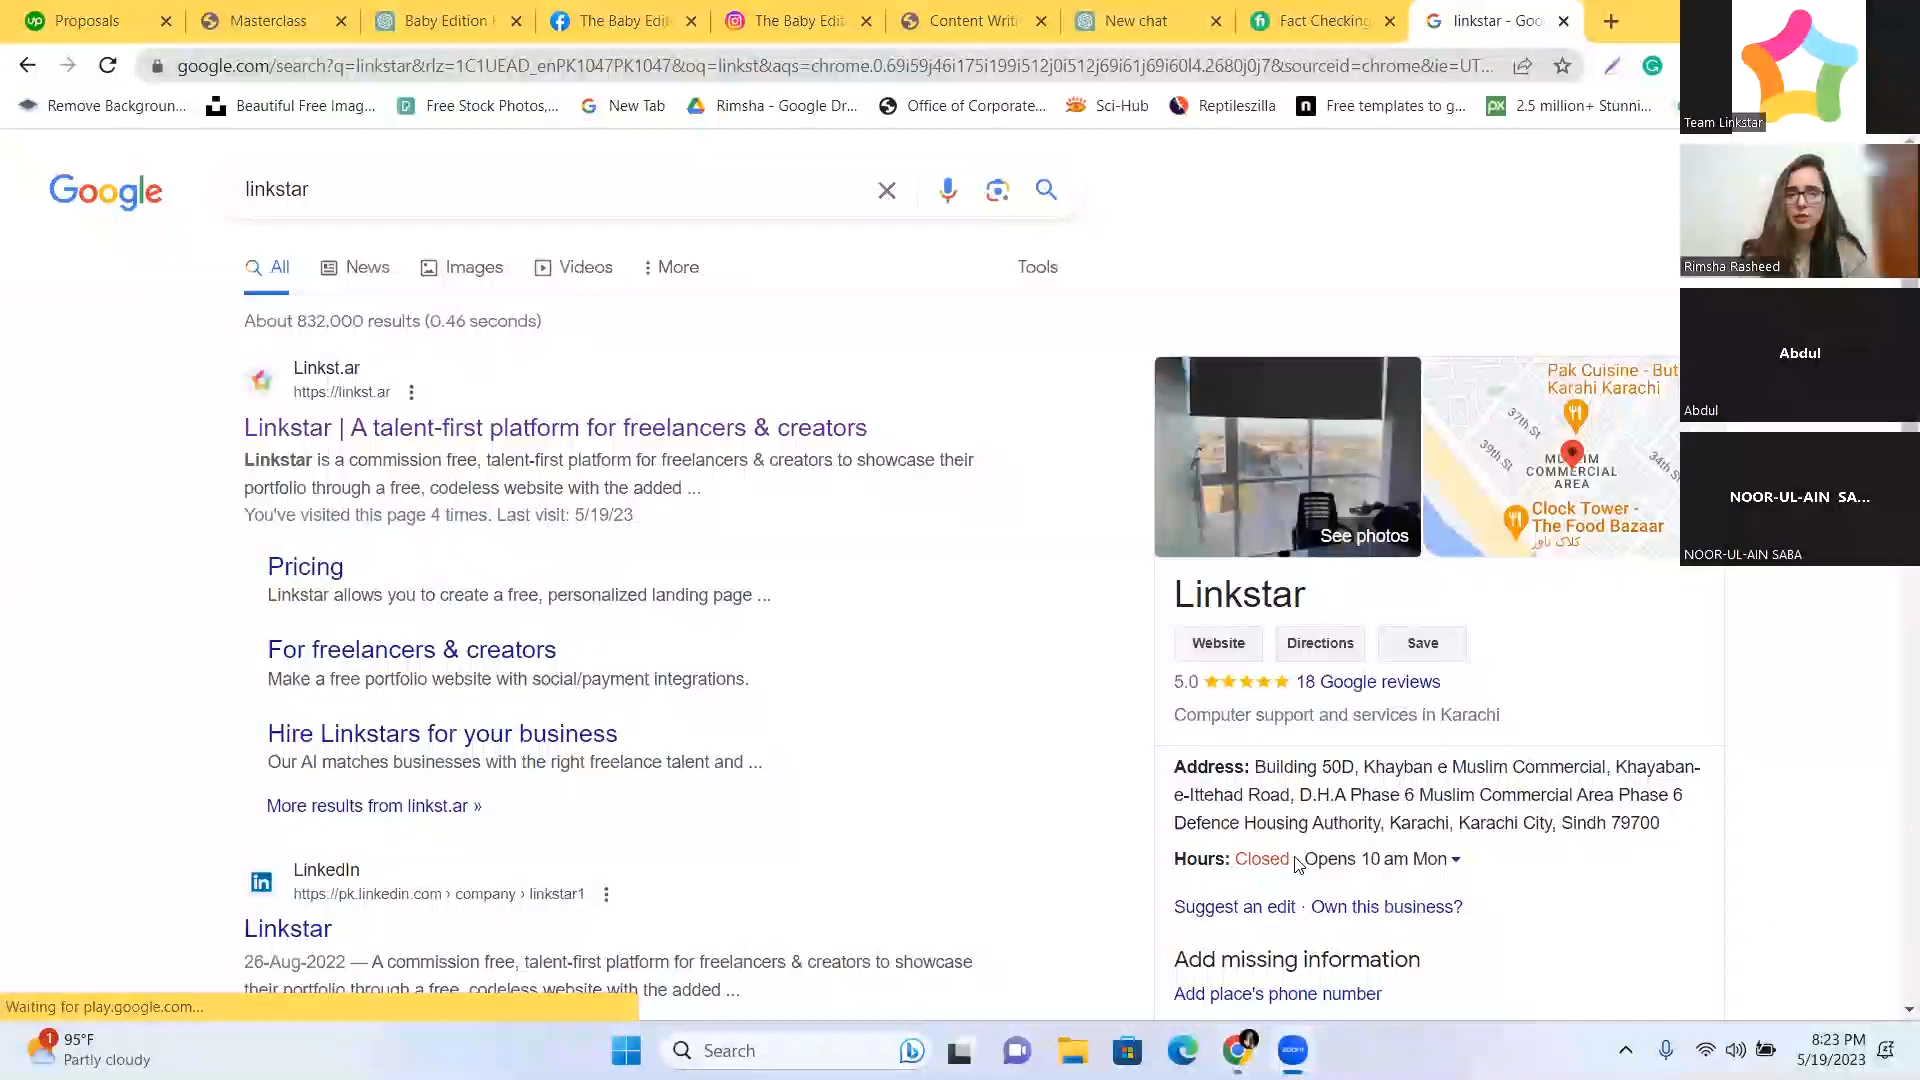 Proposals
Masterclass
Baby Edition
The Baby Edit
The Baby Edit
Content Writi
New chat
Fact Checking
linkstar - Goo
google.com/search?q=linkstar&rlz=1C1UEAD_enPK1047PK1047&oq=linkst&aqs=chrome.0.69i59j46i175i199i512j0i512j69i61j69i60l4.2680j0j7&sourceid=chrome&ie=UT...
Remove Backgroun...
Beautiful Free Imag...
Free Stock Photos,...
New Tab
Rimsha - Google Dr...
Office of Corporate...
Sci-Hub
Reptileszilla
Free templates to g...
2.5 million+ Stunni...
Team Linkstar
Rimsha Rasheed
Abdul
Abdul
NOOR-UL-AIN SA...
NOOR-UL-AIN SABA
Google
linkstar
All
News
Images
Videos
More
Tools
About 832,000 results (0.46 seconds)
Linkst.ar
https://linkst.ar
Linkstar | A talent-first platform for freelancers & creators
Linkstar is a commission free, talent-first platform for freelancers & creators to showcase their
portfolio through a free, codeless website with the added ...
You've visited this page 4 times. Last visit: 5/19/23
Pricing
Linkstar allows you to create a free, personalized landing page ...
For freelancers & creators
Make a free portfolio website with social/payment integrations.
Hire Linkstars for your business
Our AI matches businesses with the right freelance talent and ...
More results from linkst.ar »
LinkedIn
https://pk.linkedin.com › company › linkstar1
Linkstar
26-Aug-2022 — A commission free, talent-first platform for freelancers & creators to showcase
their portfolio through a free, codeless website with the added ...
See photos
Pak Cuisine - But
Karahi Karachi
37th St
39th St
34th St
MUSLIM
COMMERCIAL
AREA
Clock Tower -
The Food Bazaar
کلاک ٹاور
Linkstar
Website
Directions
Save
5.0 ★★★★★ 18 Google reviews
Computer support and services in Karachi
Address: Building 50D, Khayban e Muslim Commercial, Khayaban-
e-Ittehad Road, D.H.A Phase 6 Muslim Commercial Area Phase 6
Defence Housing Authority, Karachi, Karachi City, Sindh 79700
Hours: Closed · Opens 10 am Mon
Suggest an edit · Own this business?
Add missing information
Add place's phone number
Waiting for play.google.com...
1
95°F
Partly cloudy
Search
zoom
8:23 PM
5/19/2023